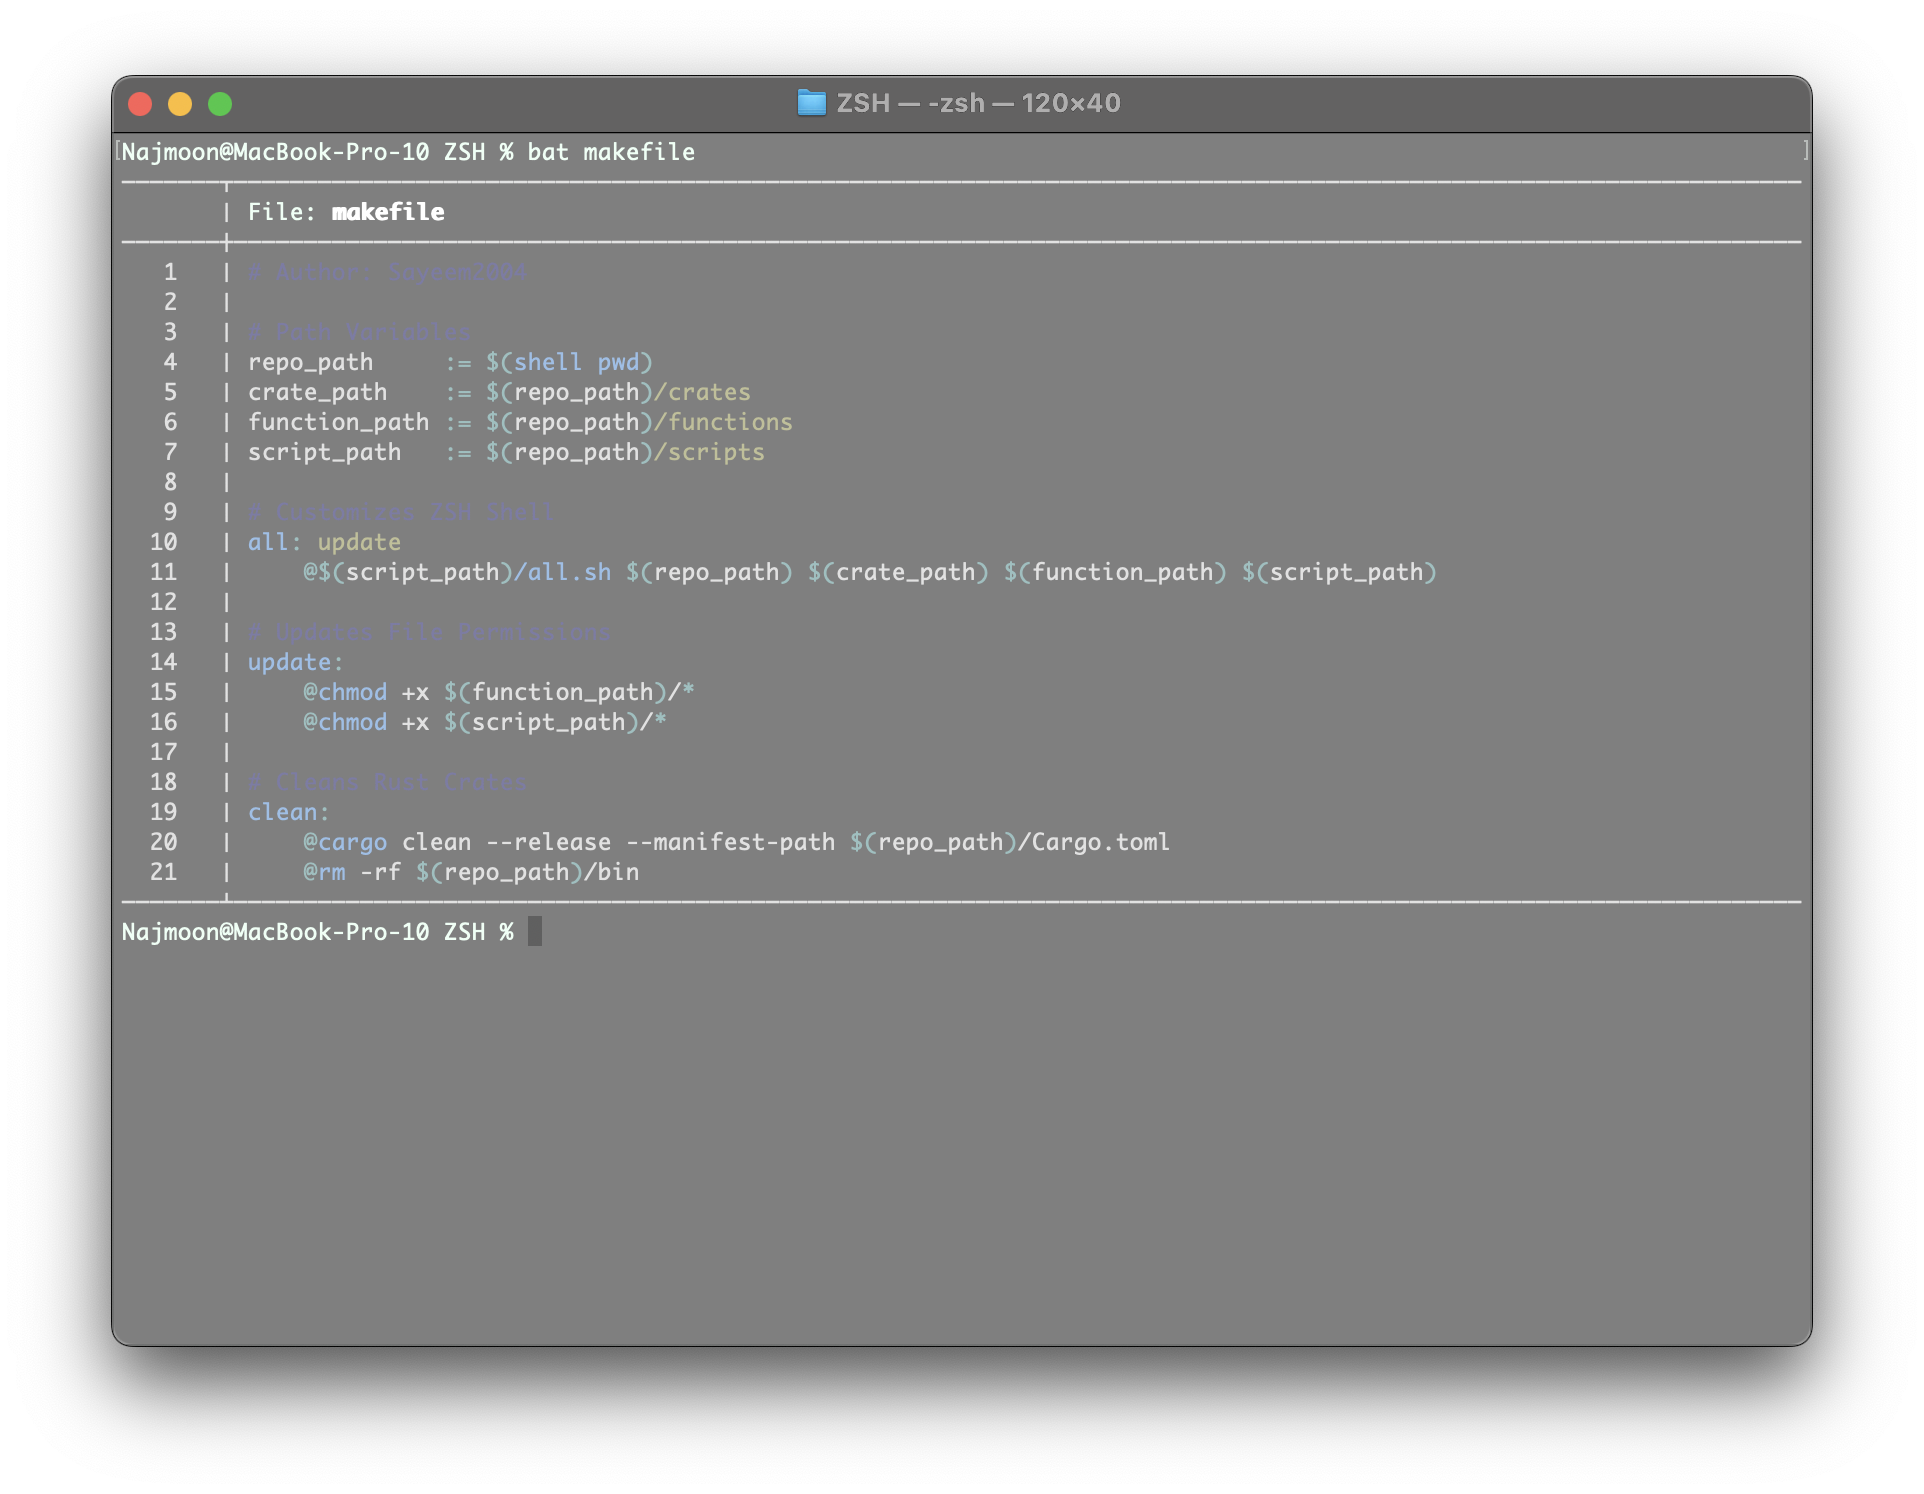 ZSH — -zsh — 120×40
[Najmoon@MacBook-Pro-10 ZSH % bat makefile ]
File: makefile
1 # Author:
2
3 # Path Variables
4 repo_path     := $(shell pwd)
5 crate_path    := $(repo_path)/crates
6 function_path := $(repo_path)/functions
7 script_path   := $(repo_path)/scripts
8
9 # Customizes ZSH Shell
10 all: update
11     @$(script_path)/all.sh $(repo_path) $(crate_path) $(function_path) $(script_path)
12
13 # Updates File Permissions
14 update:
15     @chmod +x $(function_path)/*
16     @chmod +x $(script_path)/*
17
18 # Cleans Rust Crates
19 clean:
20     @cargo clean --release --manifest-path $(repo_path)/Cargo.toml
21     @rm -rf $(repo_path)/bin
Najmoon@MacBook-Pro-10 ZSH %